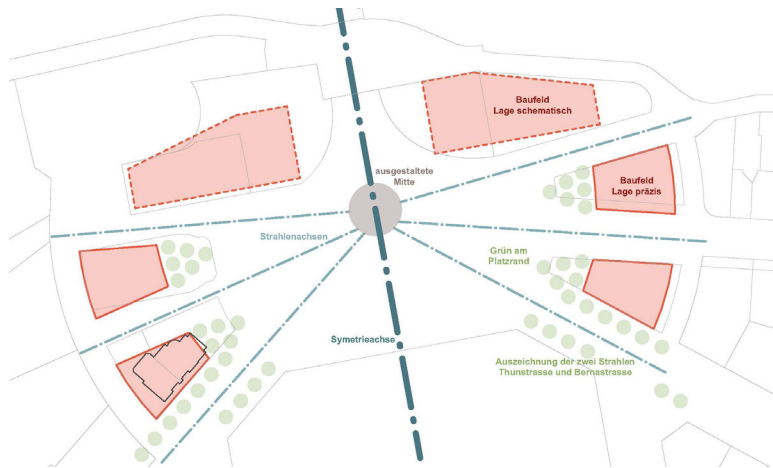 Baufeld
Lage schematisch
ausgestaltete
Mitte
Baufeld
Lage präzis
Strahlenachsen
Grün am
Platzrand
Symetrieachse
Auszeichnung der zwei Strahlen
Thunstrasse und Bernastrasse